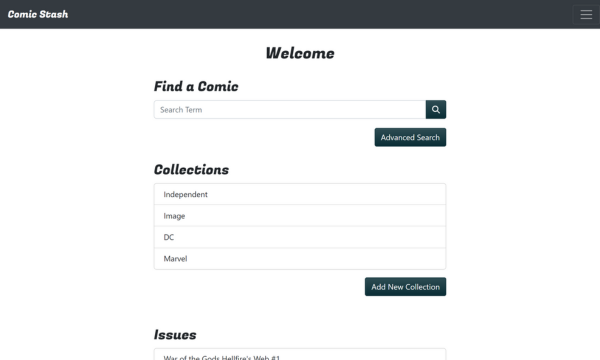 Comic Stash
Welcome
Find a Comic
Search Term
Advanced Search
Collections
Independent
Image
DC
Marvel
Add New Collection
Issues
War of the Gods Hellfire's Web #1